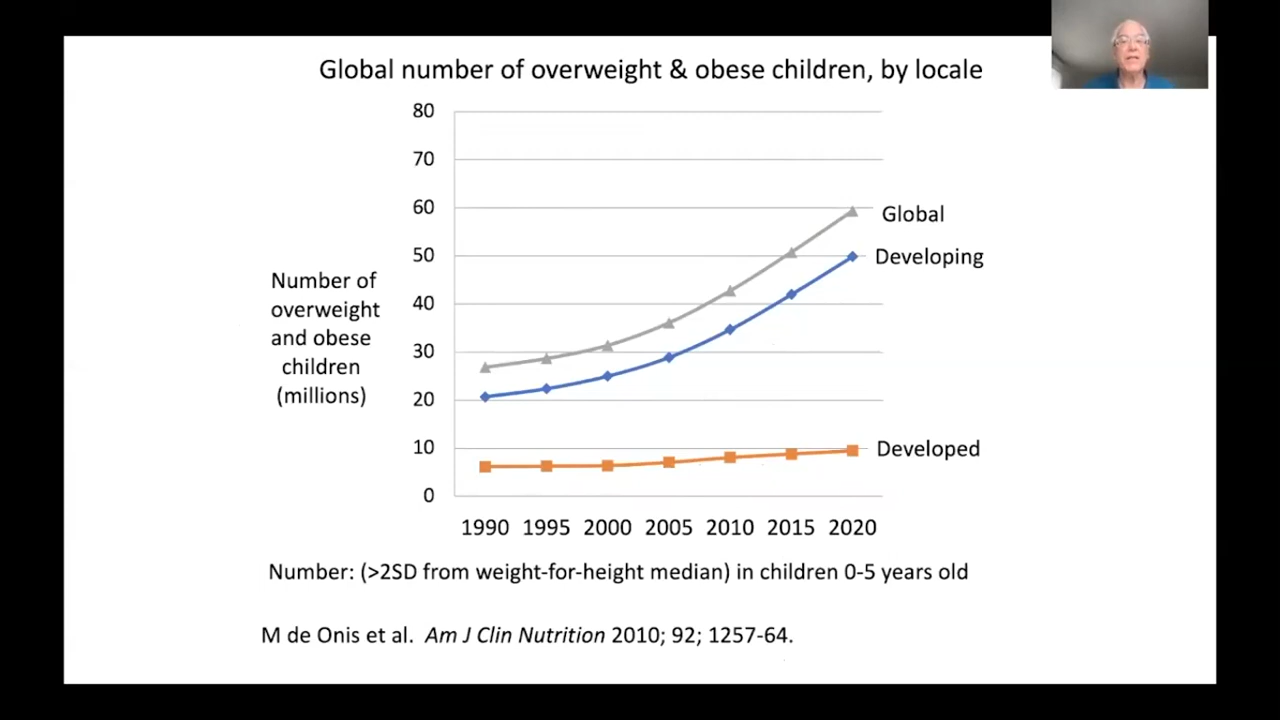 Global number of overweight & obese children, by locale
80
70
60
50
40
30
20
10
0
Number of
overweight
and obese
children
(millions)
Global
Developing
Developed
1990 1995 2000 2005 2010 2015 2020
Number: (>2SD from weight-for-height median) in children 0-5 years old
M de Onis et al. Am J Clin Nutrition 2010; 92; 1257-64.